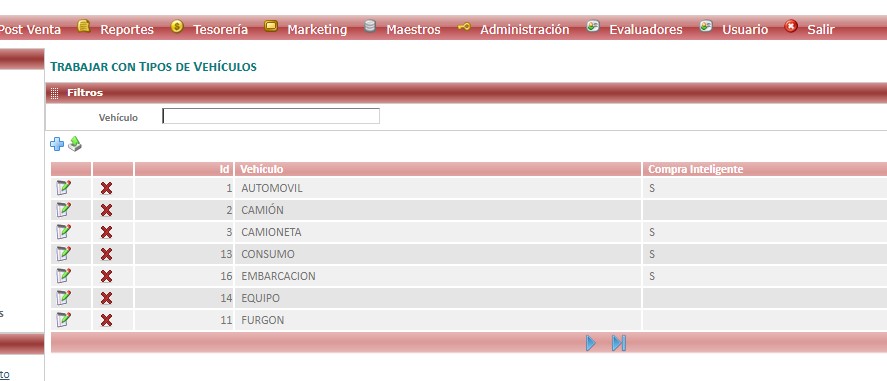 Post Venta Reportes Tesorería Marketing Maestros Administración Evaluadores Usuario Salir
TRABAJAR CON TIPOS DE VEHÍCULOS
Filtros
Vehículo
Id Vehículo Compra Inteligente
1 AUTOMOVIL S
2 CAMIÓN
3 CAMIONETA S
13 CONSUMO S
16 EMBARCACION S
14 EQUIPO
11 FURGON
s
to